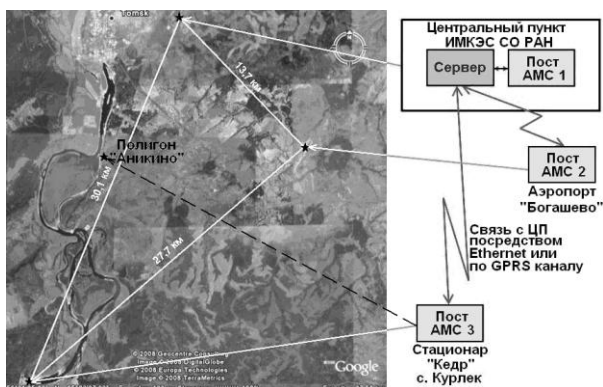 Tomsk
Полигон
"Аникино"
13,7 км
30,1 км
27,7 км
© 2008 Geocentre Consulting
Image © 2008 DigitalGlobe
Image © 2008 TerraMetrics
Google
Центральный пункт
ИМКЭС СО РАН
Сервер
Пост
АМС 1
Пост
АМС 2
Аэропорт
"Богашево"
Связь с ЦП
посредством
Ethernet или
по GPRS каналу
Пост
АМС 3
Стационар
"Кедр"
с. Курлек